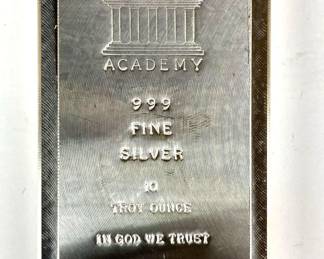 ACADEMY
999
FINE
SILVER
10
TROY OUNCE
IN GOD WE TRUST